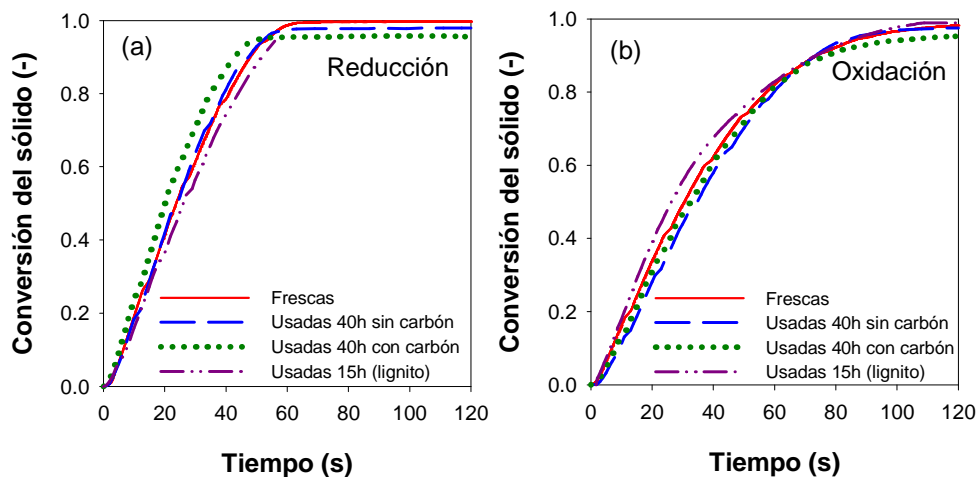 (a)
Reducción
Conversión del sólido (-)
1.0
0.8
0.6
0.4
0.2
0.0
Frescas
Usadas 40h sin carbón
Usadas 40h con carbón
Usadas 15h (lignito)
0 20 40 60 80 100 120
Tiempo (s)
(b)
Oxidación
Conversión del sólido (-)
1.0
0.8
0.6
0.4
0.2
0.0
Frescas
Usadas 40h sin carbón
Usadas 40h con carbón
Usadas 15h (lignito)
0 20 40 60 80 100 120
Tiempo (s)